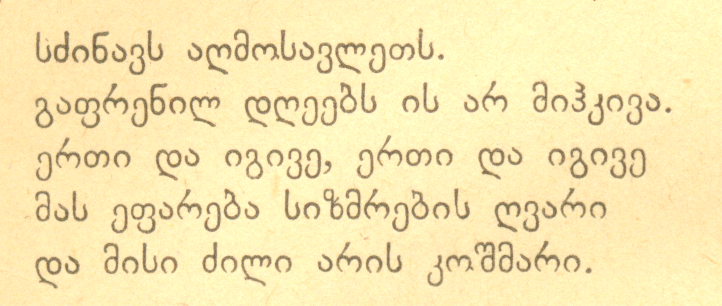 სძინავს აღმოსავლეთს.
გაფრენილ დღეებს ის არ მიჰკივა.
ერთი და იგივე, ერთი და იგივე
მას ეფარება სიზმრების ღვარი
და მისი ძილი არის კოშმარი.